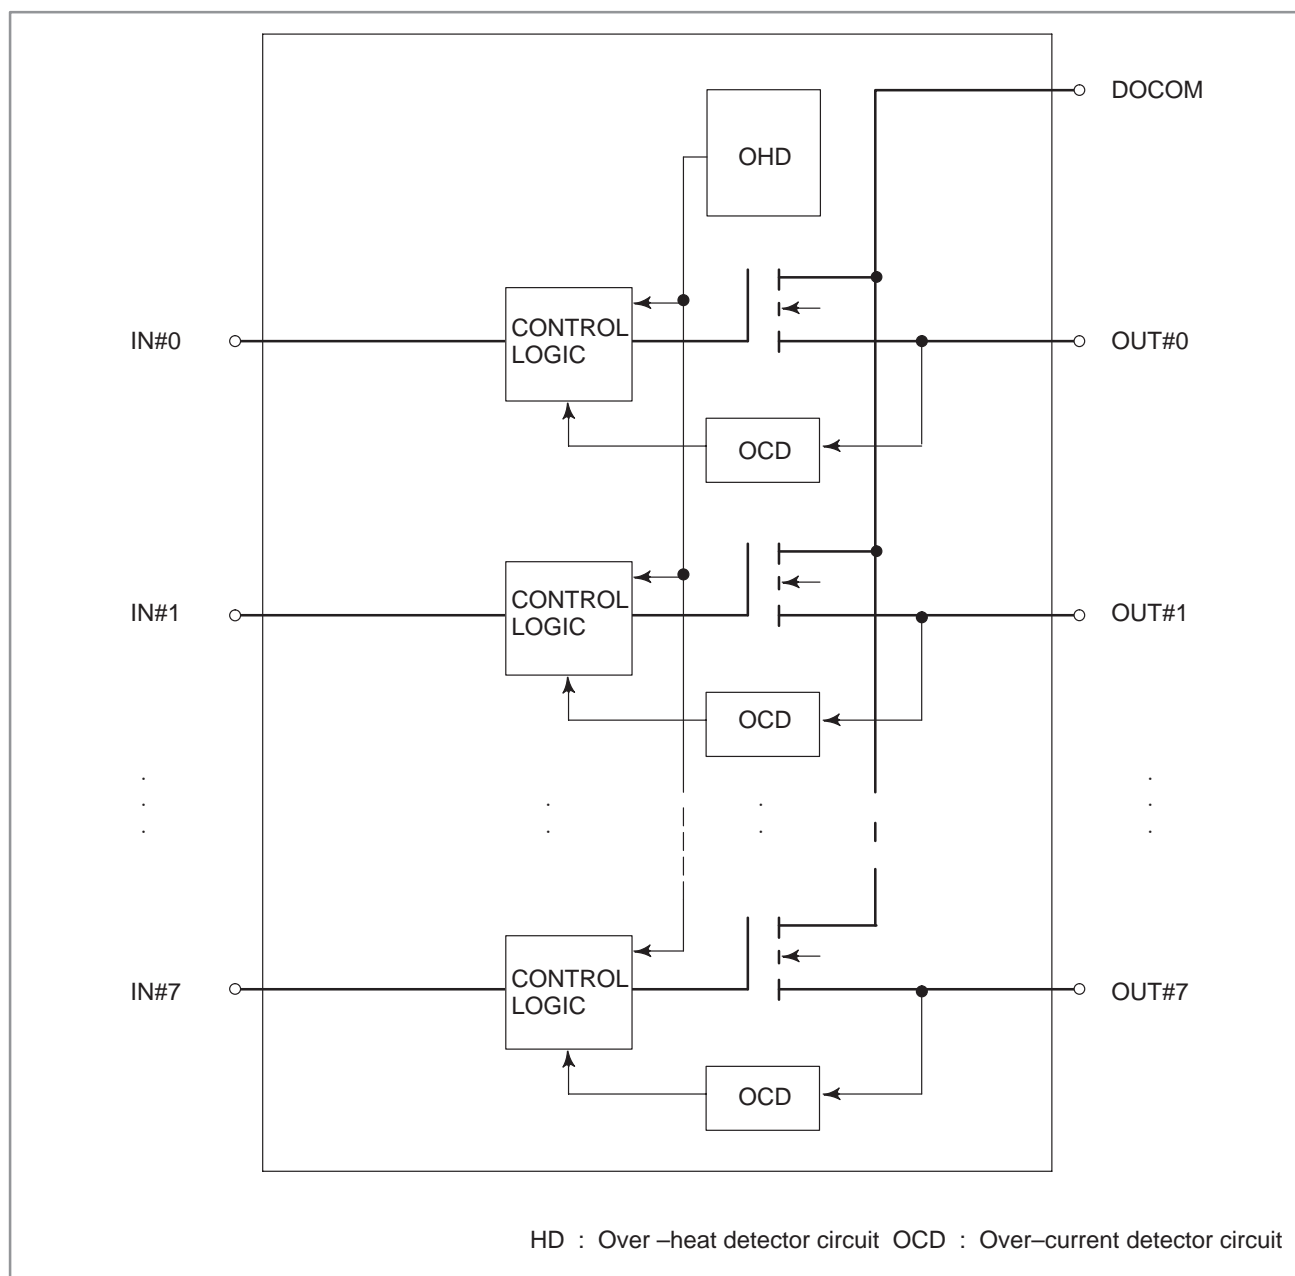 DOCOM
OHD
IN#0
CONTROL
LOGIC
OUT#0
OCD
IN#1
CONTROL
LOGIC
OUT#1
OCD
IN#7
CONTROL
LOGIC
OUT#7
OCD
HD : Over –heat detector circuit OCD : Over–current detector circuit